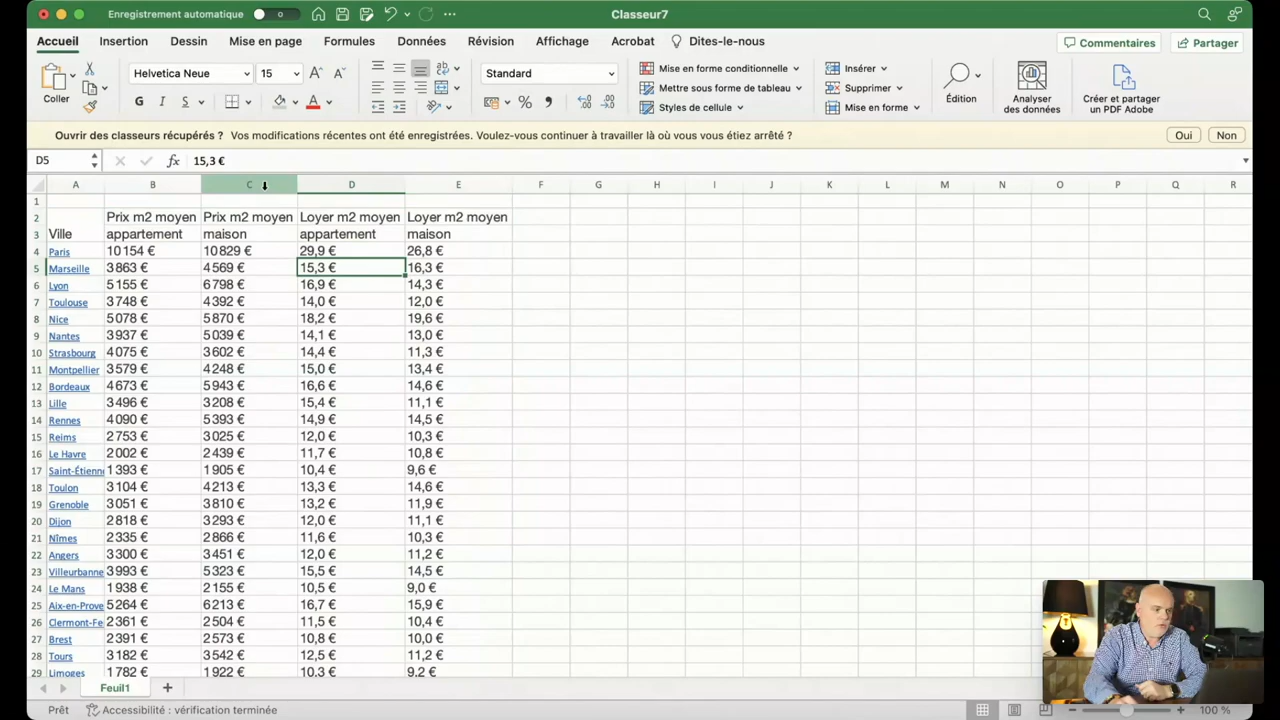 Enregistrement automatique 0 Classeur7
Accueil Insertion Dessin Mise en page Formules Données Révision Affichage Acrobat Dites-le-nous Commentaires Partager
Coller Helvetica Neue 15 G I S Standard % Mise en forme conditionnelle Mettre sous forme de tableau Styles de cellule Insérer Supprimer Mise en forme Édition Analyser des données Créer et partager un PDF Adobe
Ouvrir des classeurs récupérés ? Vos modifications récentes ont été enregistrées. Voulez-vous continuer à travailler là où vous vous étiez arrêté ? Oui Non
D5 fx 15,3 €
A B C D E F G H I J K L M N O P Q R
1
2 Prix m2 moyen Prix m2 moyen Loyer m2 moyen Loyer m2 moyen
3 Ville appartement maison appartement maison
4 Paris 10 154 € 10 829 € 29,9 € 26,8 €
5 Marseille 3 863 € 4 569 € 15,3 € 16,3 €
6 Lyon 5 155 € 6 798 € 16,9 € 14,3 €
7 Toulouse 3 748 € 4 392 € 14,0 € 12,0 €
8 Nice 5 078 € 5 870 € 18,2 € 19,6 €
9 Nantes 3 937 € 5 039 € 14,1 € 13,0 €
10 Strasbourg 4 075 € 3 602 € 14,4 € 11,3 €
11 Montpellier 3 579 € 4 248 € 15,0 € 13,4 €
12 Bordeaux 4 673 € 5 943 € 16,6 € 14,6 €
13 Lille 3 496 € 3 208 € 15,4 € 11,1 €
14 Rennes 4 090 € 5 393 € 14,9 € 14,5 €
15 Reims 2 753 € 3 025 € 12,0 € 10,3 €
16 Le Havre 2 002 € 2 439 € 11,7 € 10,8 €
17 Saint-Étienn 1 393 € 1 905 € 10,4 € 9,6 €
18 Toulon 3 104 € 4 213 € 13,3 € 14,6 €
19 Grenoble 3 051 € 3 810 € 13,2 € 11,9 €
20 Dijon 2 818 € 3 293 € 12,0 € 11,1 €
21 Nîmes 2 335 € 2 866 € 11,6 € 10,3 €
22 Angers 3 300 € 3 451 € 12,0 € 11,2 €
23 Villeurbanne 3 993 € 5 323 € 15,5 € 14,5 €
24 Le Mans 1 938 € 2 155 € 10,5 € 9,0 €
25 Aix-en-Prove 5 264 € 6 213 € 16,7 € 15,9 €
26 Clermont-Fe 2 361 € 2 504 € 11,5 € 10,4 €
27 Brest 2 391 € 2 573 € 10,8 € 10,0 €
28 Tours 3 182 € 3 542 € 12,5 € 11,2 €
29 Limoges 1 782 € 1 922 € 10,3 € 9,2 €
Feuil1 +
Prêt Accessibilité : vérification terminée 100 %